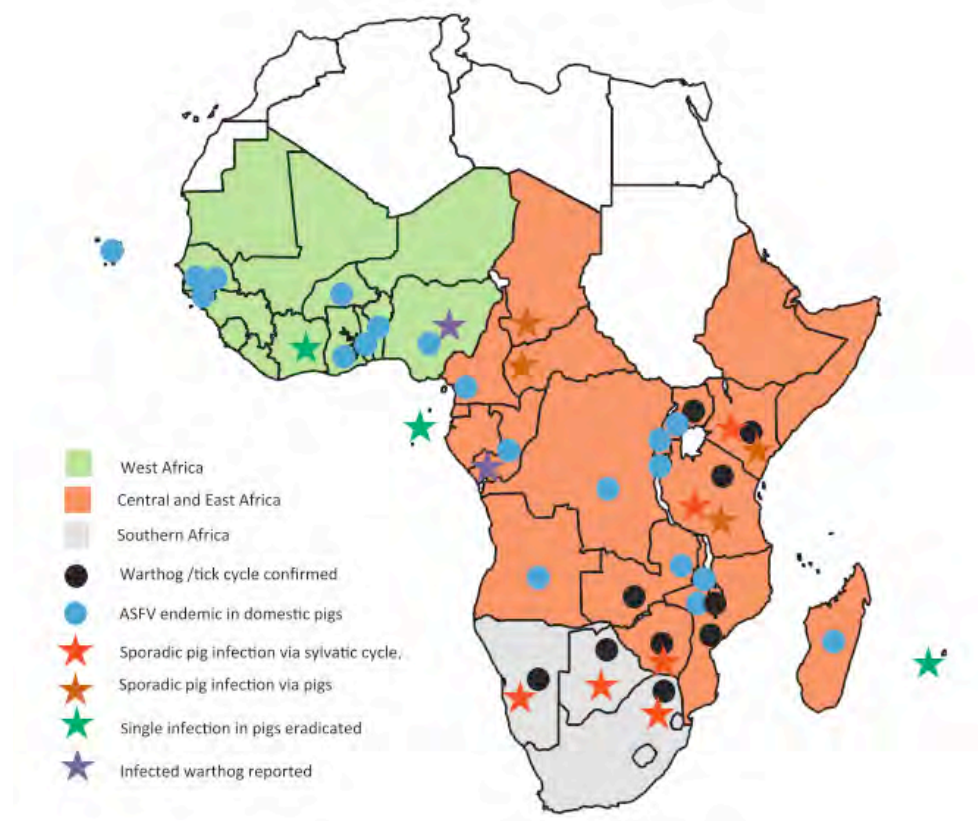 West Africa
Central and East Africa
Southern Africa
Warthog /tick cycle confirmed
ASFV endemic in domestic pigs
Sporadic pig infection via sylvatic cycle.
Sporadic pig infection via pigs
Single infection in pigs eradicated
Infected warthog reported